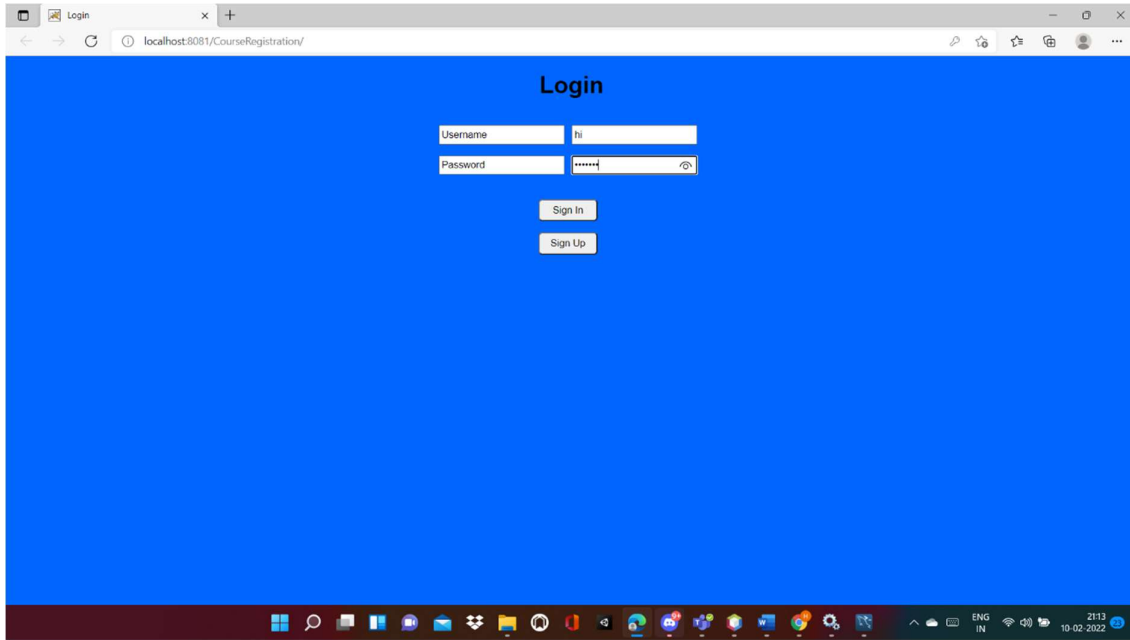 Login
localhost:8081/CourseRegistration/
Login
Username hi
Password •••••••
Sign In
Sign Up
ENG
IN
21:13
10-02-2022